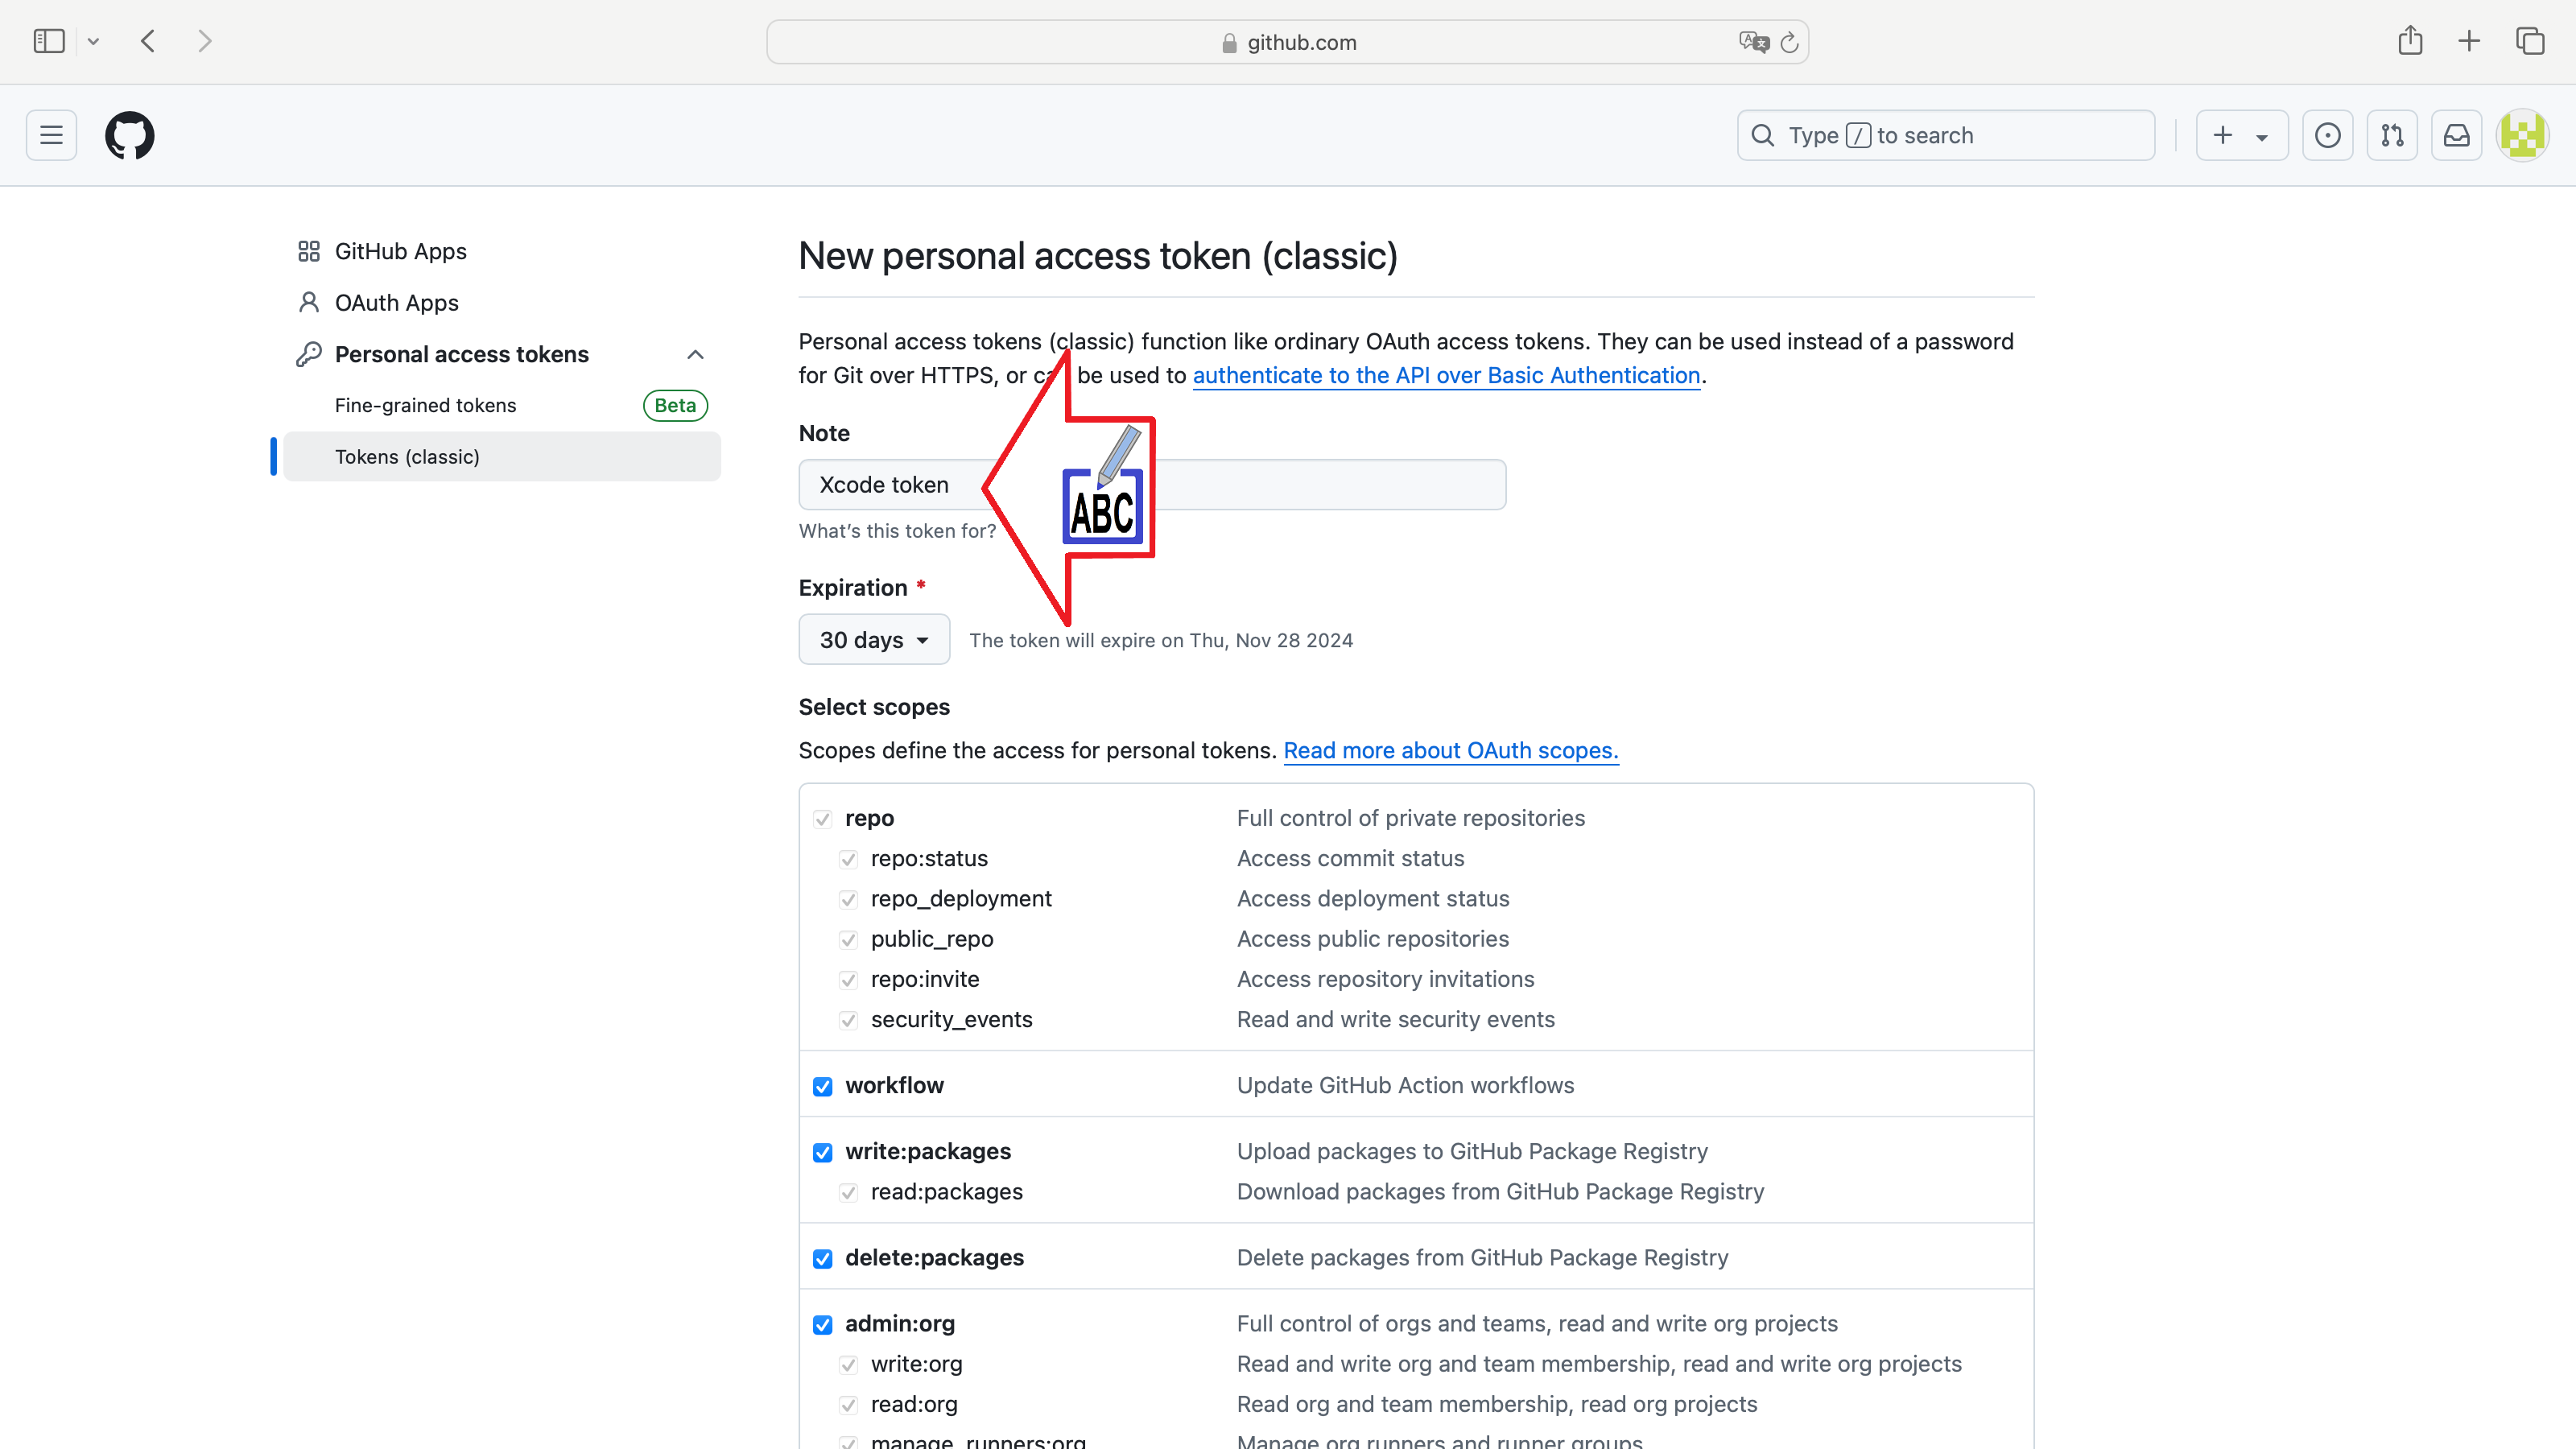 github.com
Type / to search
GitHub Apps
OAuth Apps
Personal access tokens
Fine-grained tokens Beta
Tokens (classic)
New personal access token (classic)
Personal access tokens (classic) function like ordinary OAuth access tokens. They can be used instead of a password
for Git over HTTPS, or be used to authenticate to the API over Basic Authentication.
Note
Xcode token
ABC
What's this token for?
Expiration *
30 days The token will expire on Thu, Nov 28 2024
Select scopes
Scopes define the access for personal tokens. Read more about OAuth scopes.
repo Full control of private repositories
repo:status Access commit status
repo_deployment Access deployment status
public_repo Access public repositories
repo:invite Access repository invitations
security_events Read and write security events
workflow Update GitHub Action workflows
write:packages Upload packages to GitHub Package Registry
read:packages Download packages from GitHub Package Registry
delete:packages Delete packages from GitHub Package Registry
admin:org Full control of orgs and teams, read and write org projects
write:org Read and write org and team membership, read and write org projects
read:org Read org and team membership, read org projects
manage_runners:org Manage org runners and runner groups